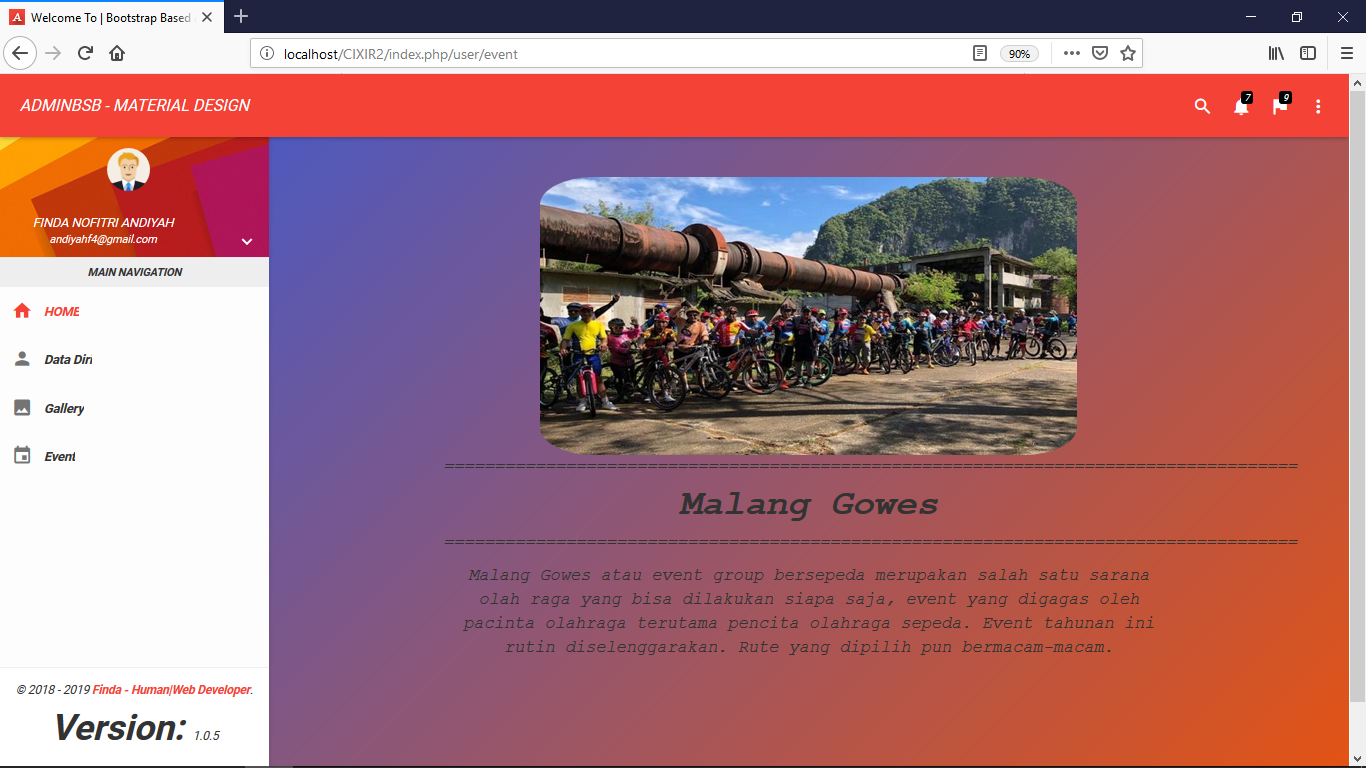 Welcome To | Bootstrap Based
localhost/CIXIR2/index.php/user/event
90%
ADMINBSB - MATERIAL DESIGN
7
9
FINDA NOFITRI ANDIYAH
andiyahf4@gmail.com
MAIN NAVIGATION
HOME
Data Diri
Gallery
Event
=====================================================================================
Malang Gowes
=====================================================================================
Malang Gowes atau event group bersepeda merupakan salah satu sarana
olah raga yang bisa dilakukan siapa saja, event yang digagas oleh
pacinta olahraga terutama pencita olahraga sepeda. Event tahunan ini
rutin diselenggarakan. Rute yang dipilih pun bermacam-macam.
© 2018 - 2019 Finda - Human|Web Developer.
Version: 1.0.5